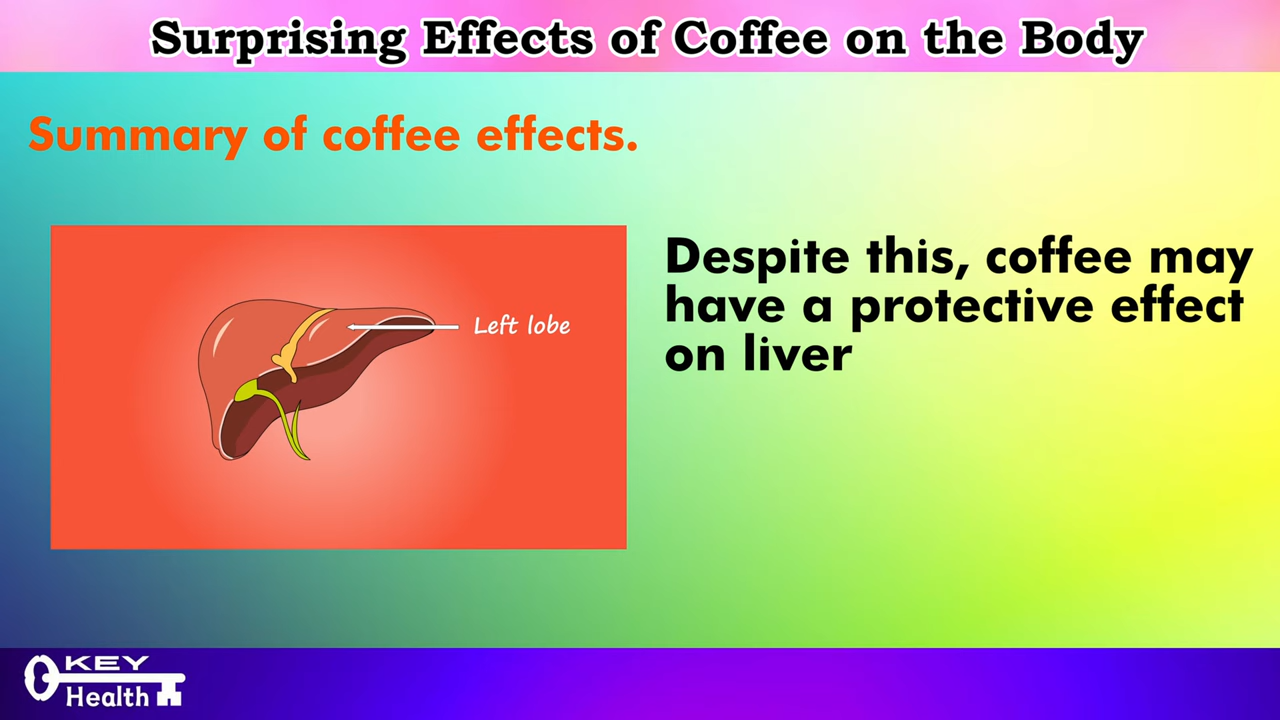 Surprising Effects of Coffee on the Body
Summary of coffee effects.
Left lobe
Despite this, coffee may
have a protective effect
on liver
KEY
Health